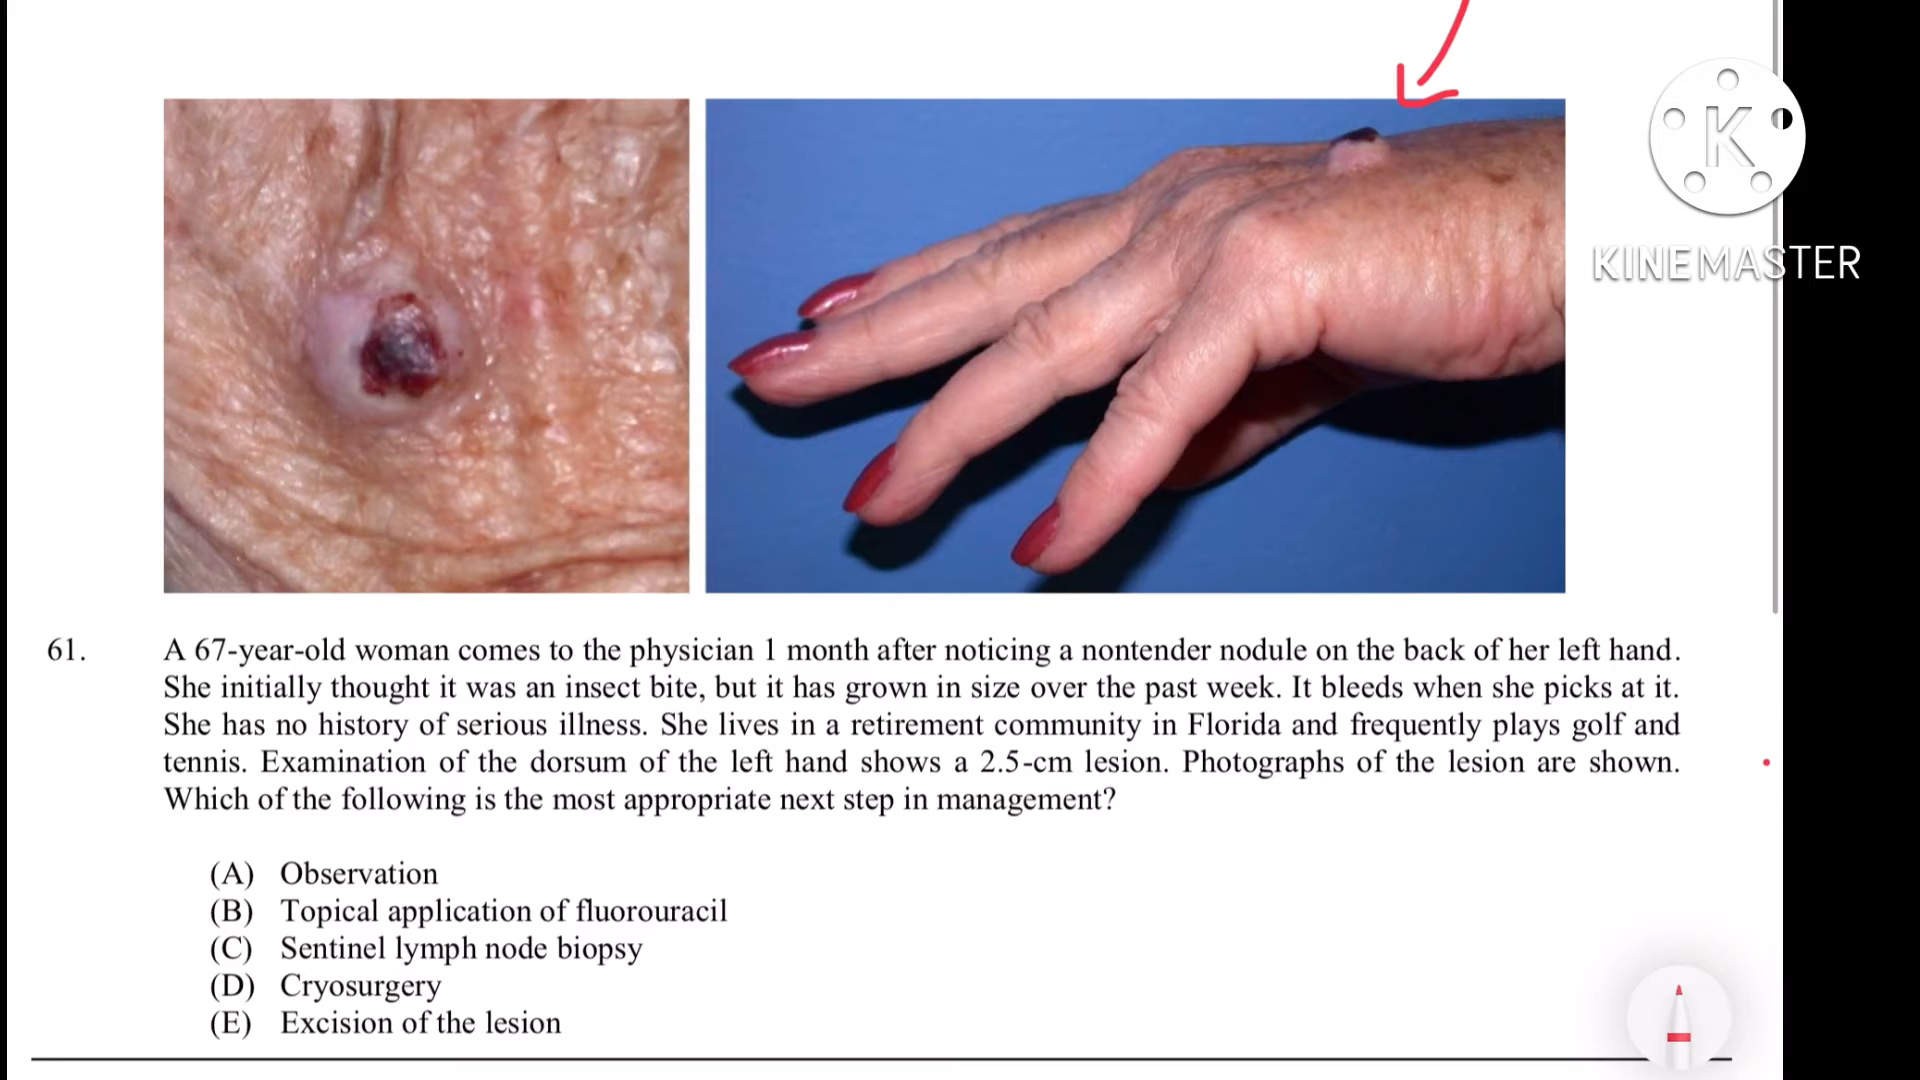 K
KINEMASTER
61. A 67-year-old woman comes to the physician 1 month after noticing a nontender nodule on the back of her left hand.
She initially thought it was an insect bite, but it has grown in size over the past week. It bleeds when she picks at it.
She has no history of serious illness. She lives in a retirement community in Florida and frequently plays golf and
tennis. Examination of the dorsum of the left hand shows a 2.5-cm lesion. Photographs of the lesion are shown.
Which of the following is the most appropriate next step in management?
(A) Observation
(B) Topical application of fluorouracil
(C) Sentinel lymph node biopsy
(D) Cryosurgery
(E) Excision of the lesion